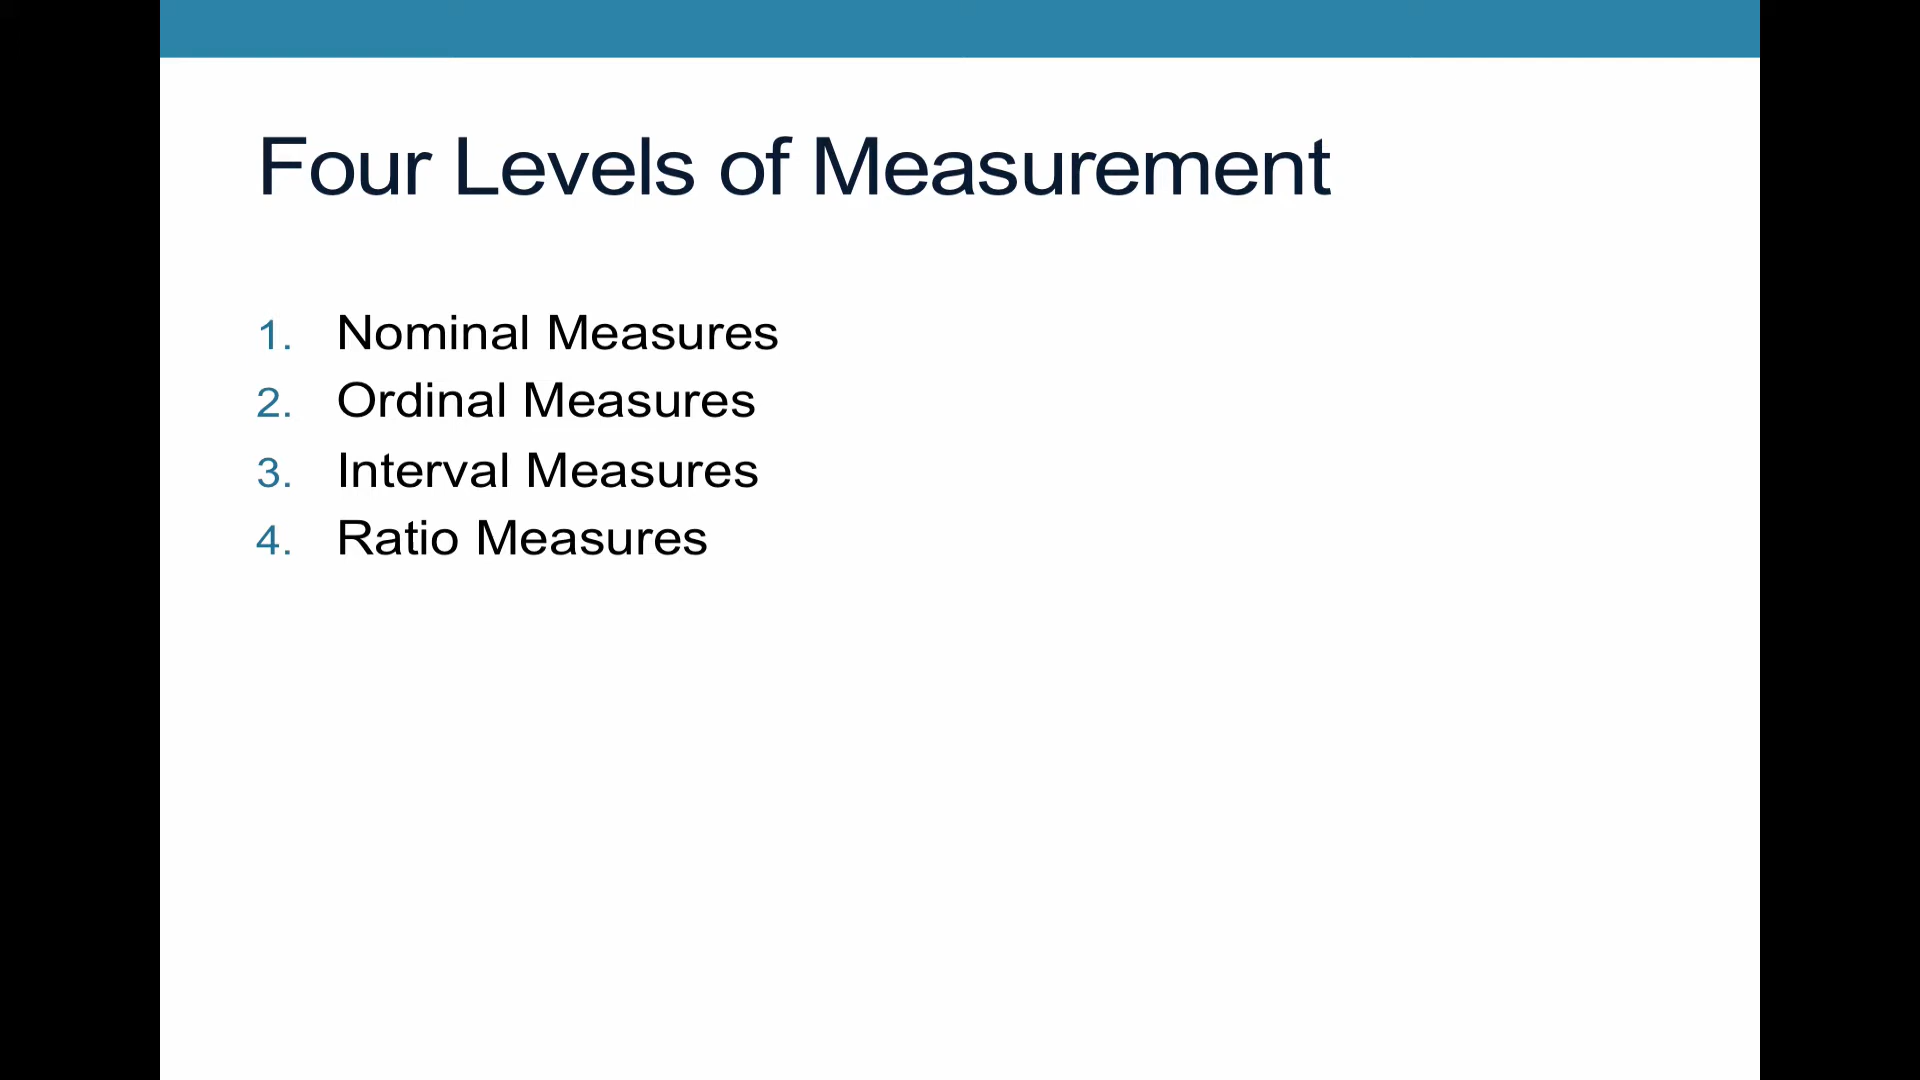 Four Levels of Measurement
1. Nominal Measures
2. Ordinal Measures
3. Interval Measures
4. Ratio Measures